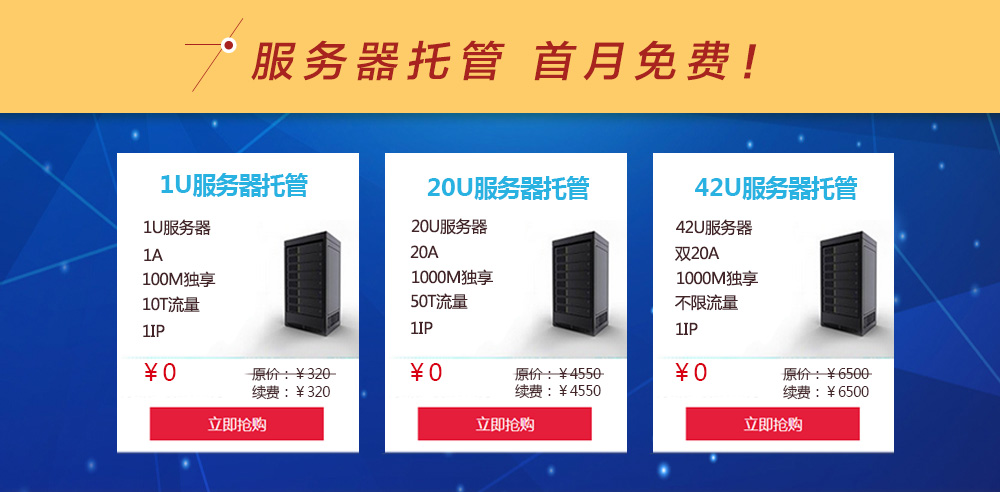 服务器托管 首月免费!
1U服务器托管
1U服务器
1A
100M独享
10T流量
1IP
¥0
原价：¥320
续费：¥320
立即抢购
20U服务器托管
20U服务器
20A
1000M独享
50T流量
1IP
¥0
原价：¥4550
续费：¥4550
立即抢购
42U服务器托管
42U服务器
双20A
1000M独享
不限流量
1IP
¥0
原价：¥6500
续费：¥6500
立即抢购